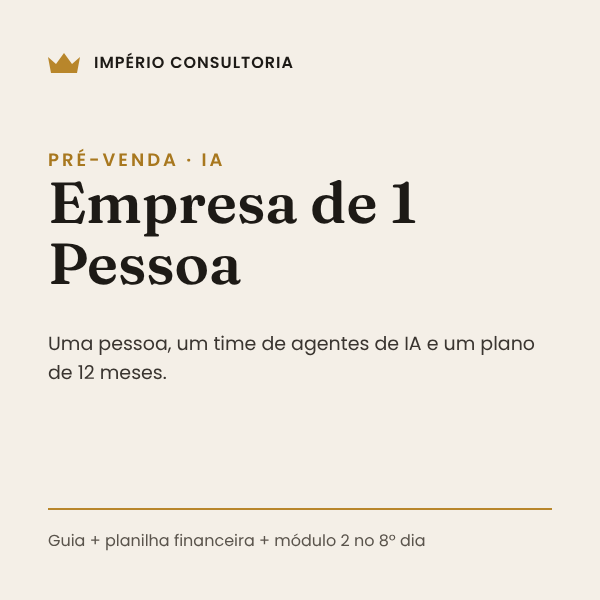 IMPÉRIO CONSULTORIA
PRÉ-VENDA · IA
Empresa de 1
Pessoa
Uma pessoa, um time de agentes de IA e um plano
de 12 meses.
Guia + planilha financeira + módulo 2 no 8º dia